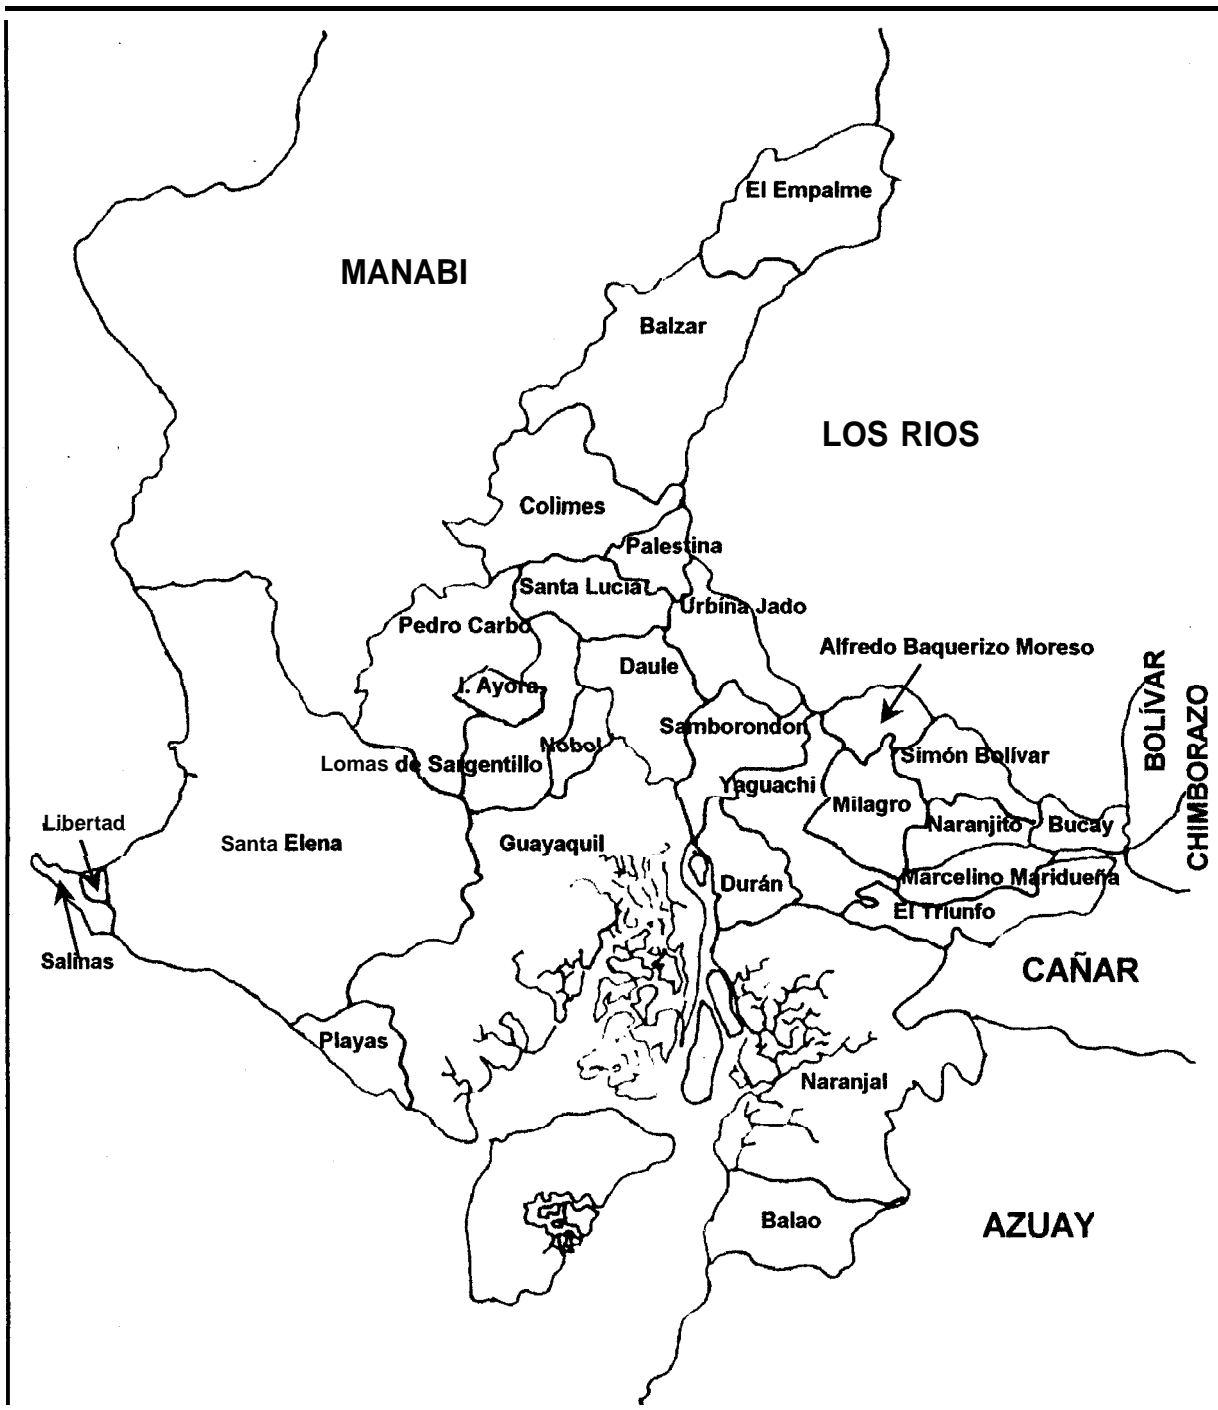 El Empalme
MANABI
Balzar
LOS RIOS
Colimes
Palestina
Santa Lucia
Urbina Jado
Pedro Carbo
Alfredo Baquerizo Moreso
Daule
I. Ayora
BOLÍVAR
CHIMBORAZO
Samborondon
Nobol
Simón Bolívar
Lomas de Sargentillo
Yaguachi
Milagro
Libertad
Naranjito
Bucay
Santa Elena
Guayaquil
Durán
Marcelino Maridueña
El Triunfo
Salinas
CAÑAR
Playas
Naranjal
Balao
AZUAY